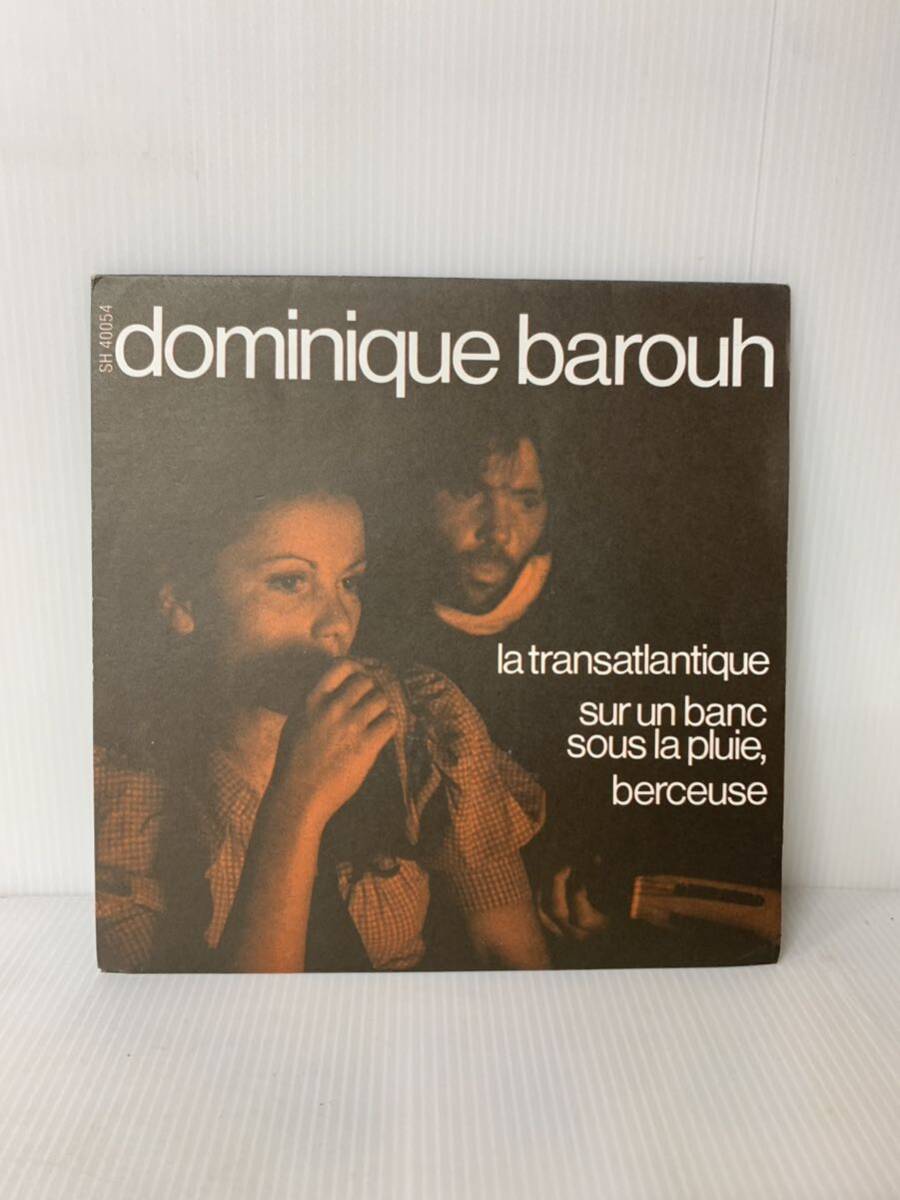 SH 40054
dominique barouh
la transatlantique
sur un banc
sous la pluie,
berceuse